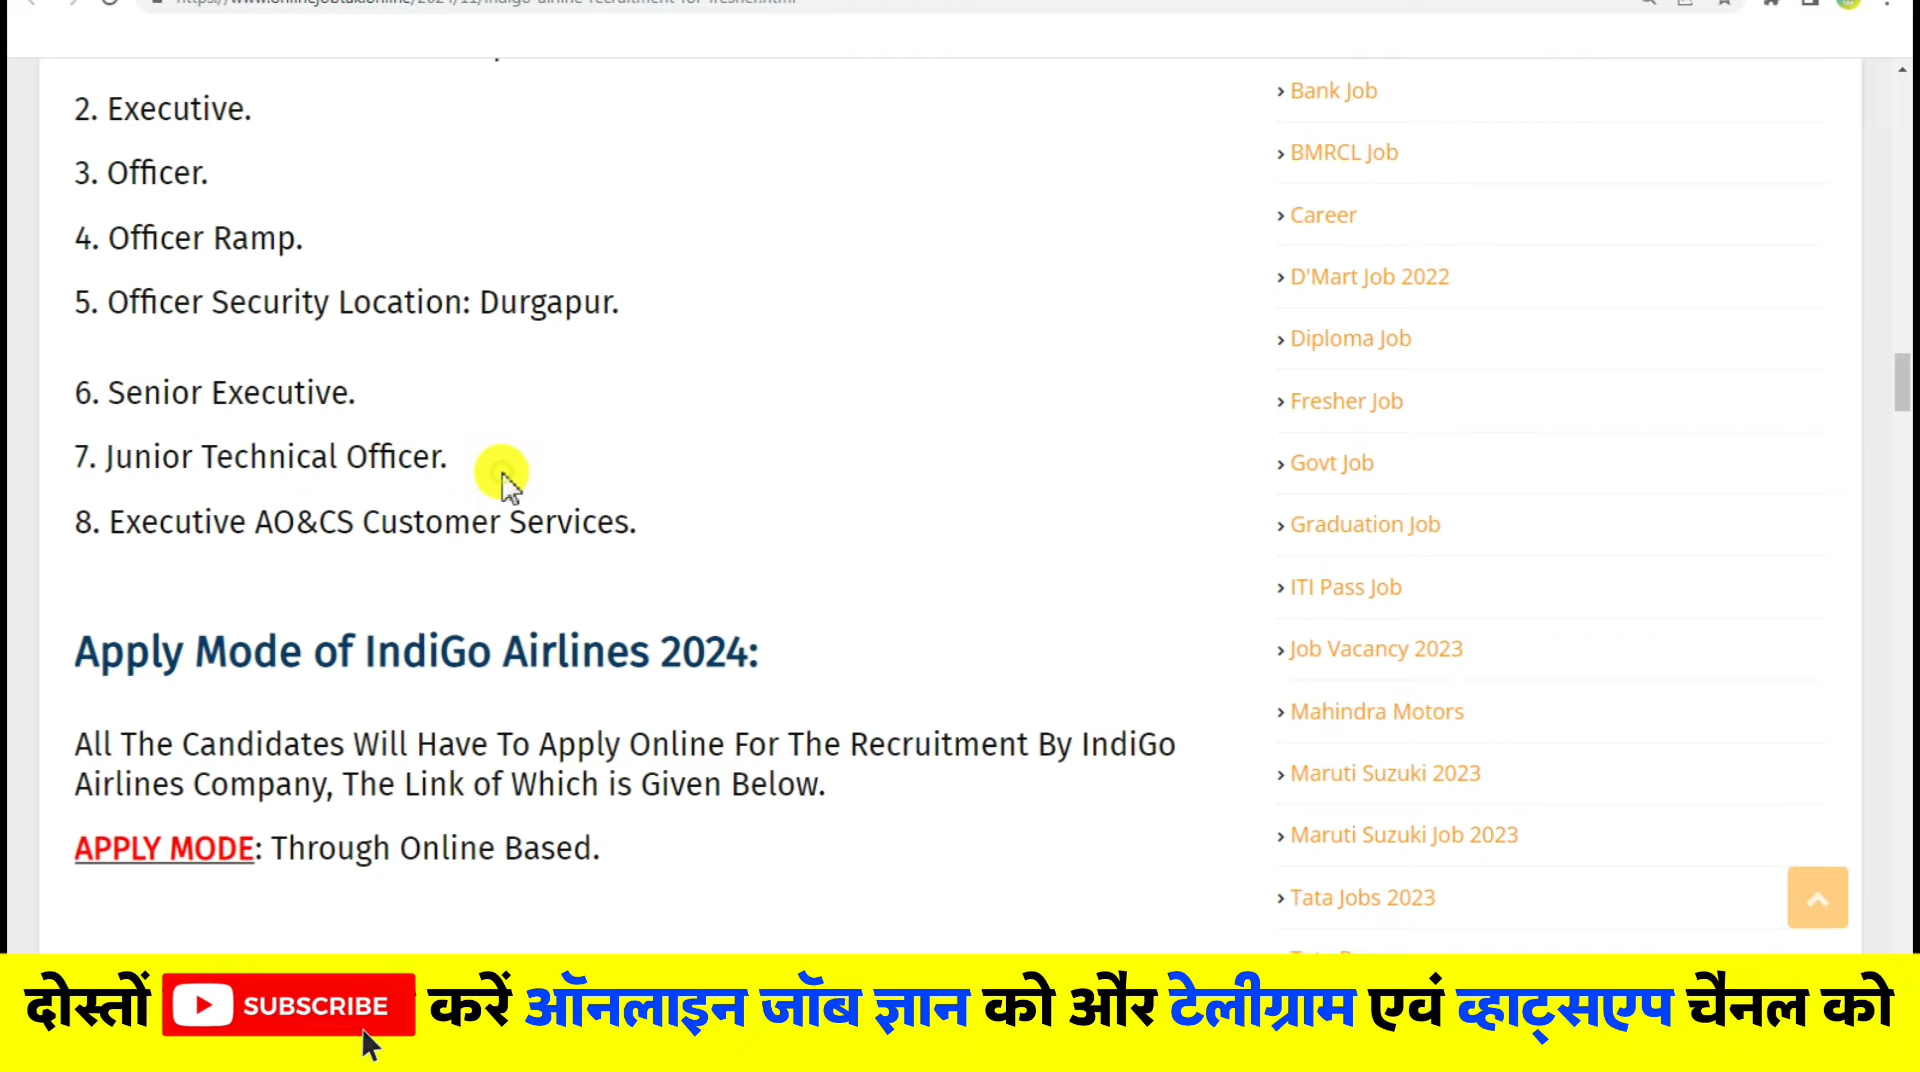 2. Executive.
3. Officer.
4. Officer Ramp.
5. Officer Security Location: Durgapur.
6. Senior Executive.
7. Junior Technical Officer.
8. Executive AO&CS Customer Services.
Apply Mode of IndiGo Airlines 2024:
All The Candidates Will Have To Apply Online For The Recruitment By IndiGo
Airlines Company, The Link of Which is Given Below.
APPLY MODE: Through Online Based.
Bank Job
BMRCL Job
Career
D'Mart Job 2022
Diploma Job
Fresher Job
Govt Job
Graduation Job
ITI Pass Job
Job Vacancy 2023
Mahindra Motors
Maruti Suzuki 2023
Maruti Suzuki Job 2023
Tata Jobs 2023
दोस्तों SUBSCRIBE करें ऑनलाइन जॉब ज्ञान को और टेलीग्राम एवं व्हाट्सएप चैनल को